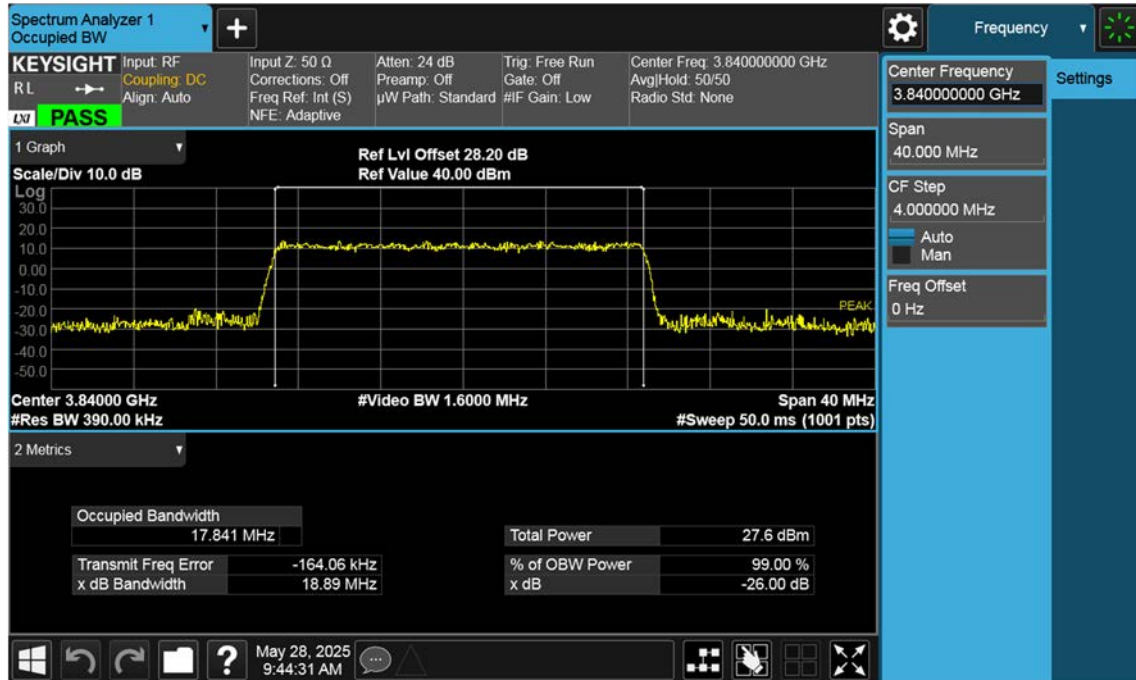 Spectrum Analyzer 1
Occupied BW
+
Frequency
KEYSIGHT
R L
LXI
PASS
Input: RF
Coupling: DC
Align: Auto
Input Z: 50 Ω
Corrections: Off
Freq Ref: Int (S)
NFE: Adaptive
Atten: 24 dB
Preamp: Off
µW Path: Standard
Trig: Free Run
Gate: Off
#IF Gain: Low
Center Freq: 3.840000000 GHz
Avg|Hold: 50/50
Radio Std: None
Center Frequency
3.840000000 GHz
Settings
Span
40.000 MHz
CF Step
4.000000 MHz
Auto
Man
Freq Offset
0 Hz
1 Graph
Scale/Div 10.0 dB
Ref Lvl Offset 28.20 dB
Ref Value 40.00 dBm
Log
30.0
20.0
10.0
0.00
-10.0
-20.0
-30.0
-40.0
-50.0
PEAK
Center 3.84000 GHz
#Video BW 1.6000 MHz
Span 40 MHz
#Res BW 390.00 kHz
#Sweep 50.0 ms (1001 pts)
2 Metrics
Occupied Bandwidth
17.841 MHz
Total Power 27.6 dBm
Transmit Freq Error -164.06 kHz
% of OBW Power 99.00 %
x dB Bandwidth 18.89 MHz
x dB -26.00 dB
?
May 28, 2025
9:44:31 AM